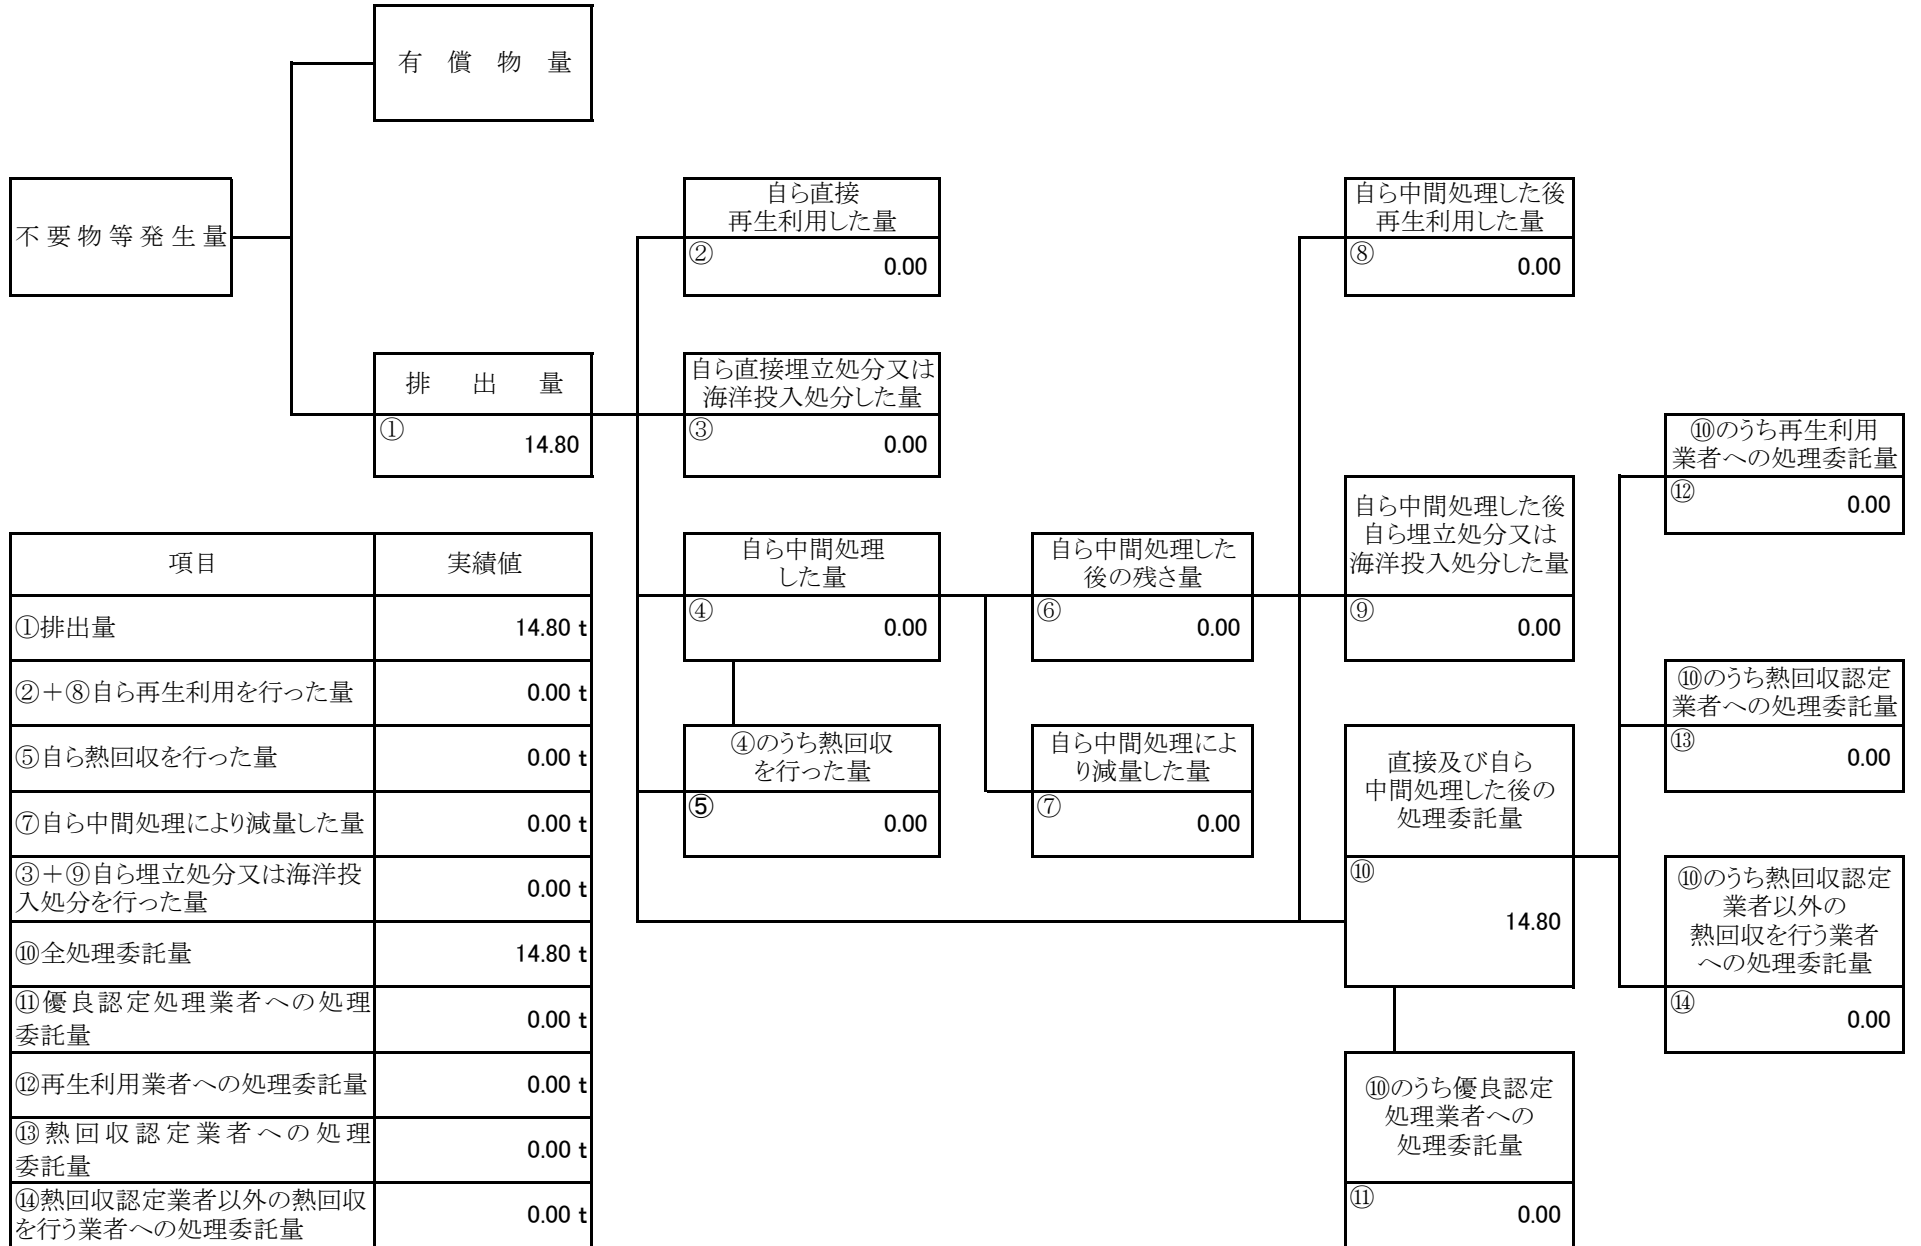 有償物量
不要物等発生量
排出量
①
14.80
自ら直接
再生利用した量
②
0.00
自ら直接埋立処分又は
海洋投入処分した量
③
0.00
自ら中間処理
した量
④
0.00
④のうち熱回収
を行った量
⑤
0.00
自ら中間処理した
後の残さ量
⑥
0.00
自ら中間処理によ
り減量した量
⑦
0.00
自ら中間処理した後
再生利用した量
⑧
0.00
自ら中間処理した後
自ら埋立処分又は
海洋投入処分した量
⑨
0.00
直接及び自ら
中間処理した後の
処理委託量
⑩
14.80
⑩のうち優良認定
処理業者への
処理委託量
⑪
0.00
⑩のうち再生利用
業者への処理委託量
⑫
0.00
⑩のうち熱回収認定
業者への処理委託量
⑬
0.00
⑩のうち熱回収認定
業者以外の
熱回収を行う業者
への処理委託量
⑭
0.00
項目 実績値
①排出量 14.80 t
②+⑧自ら再生利用を行った量 0.00 t
⑤自ら熱回収を行った量 0.00 t
⑦自ら中間処理により減量した量 0.00 t
③+⑨自ら埋立処分又は海洋投
入処分を行った量 0.00 t
⑩全処理委託量 14.80 t
⑪優良認定処理業者への処理
委託量 0.00 t
⑫再生利用業者への処理委託量 0.00 t
⑬熱回収認定業者への処理
委託量 0.00 t
⑭熱回収認定業者以外の熱回収
を行う業者への処理委託量 0.00 t